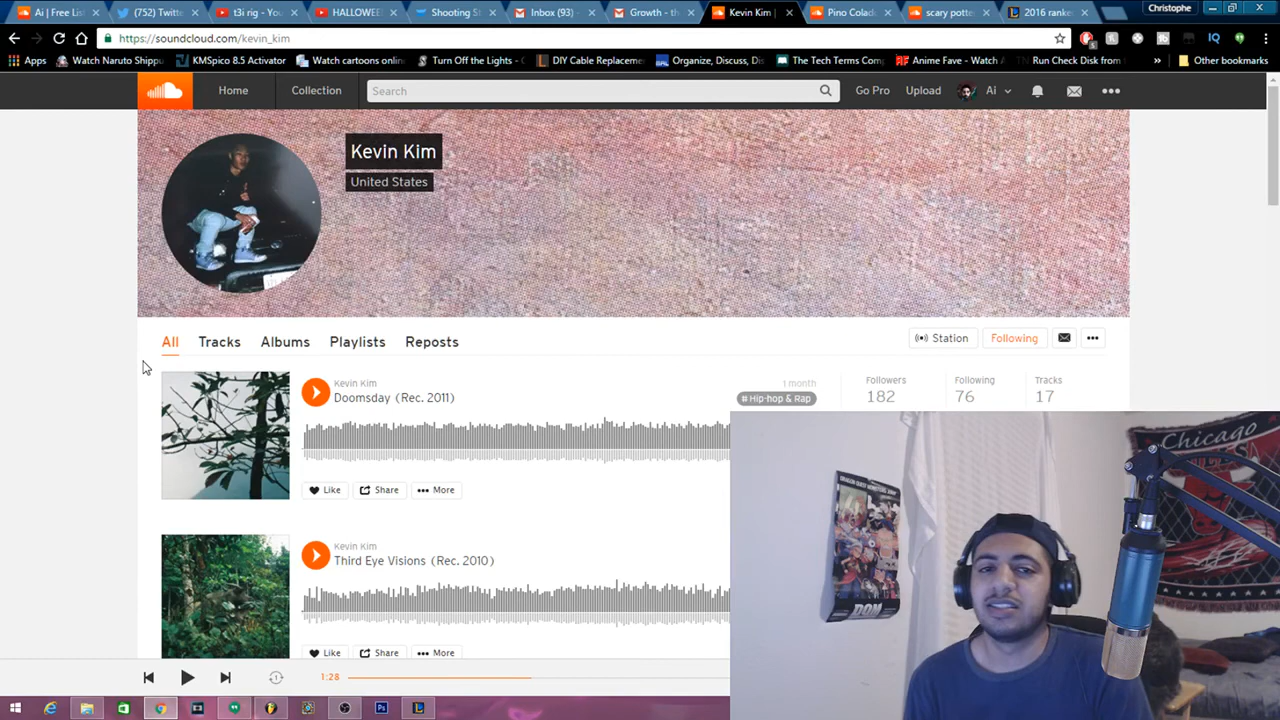 Ai | Free List
(752) Twitte
t3i rig - You
HALLOWEE
Shooting St
Inbox (93)
Growth - th
Kevin Kim |
Pino Colad
scary potte
2016 ranke
Christophe
https://soundcloud.com/kevin_kim
IQ
Apps
Watch Naruto Shippu
KMSpico 8.5 Activator
Watch cartoons onlin
Turn Off the Lights - C
DIY Cable Replaceme
Organize, Discuss, Di
The Tech Terms Com
Anime Fave - Watch A
Run Check Disk from
»
Other bookmarks
Home
Collection
Search
Go Pro
Upload
Ai
Kevin Kim
United States
All
Tracks
Albums
Playlists
Reposts
Station
Following
Kevin Kim
Doomsday (Rec. 2011)
1 month
# Hip-hop & Rap
Followers
182
Following
76
Tracks
17
Like
Share
More
Kevin Kim
Third Eye Visions (Rec. 2010)
Like
Share
More
1:28
Chicago
DOM